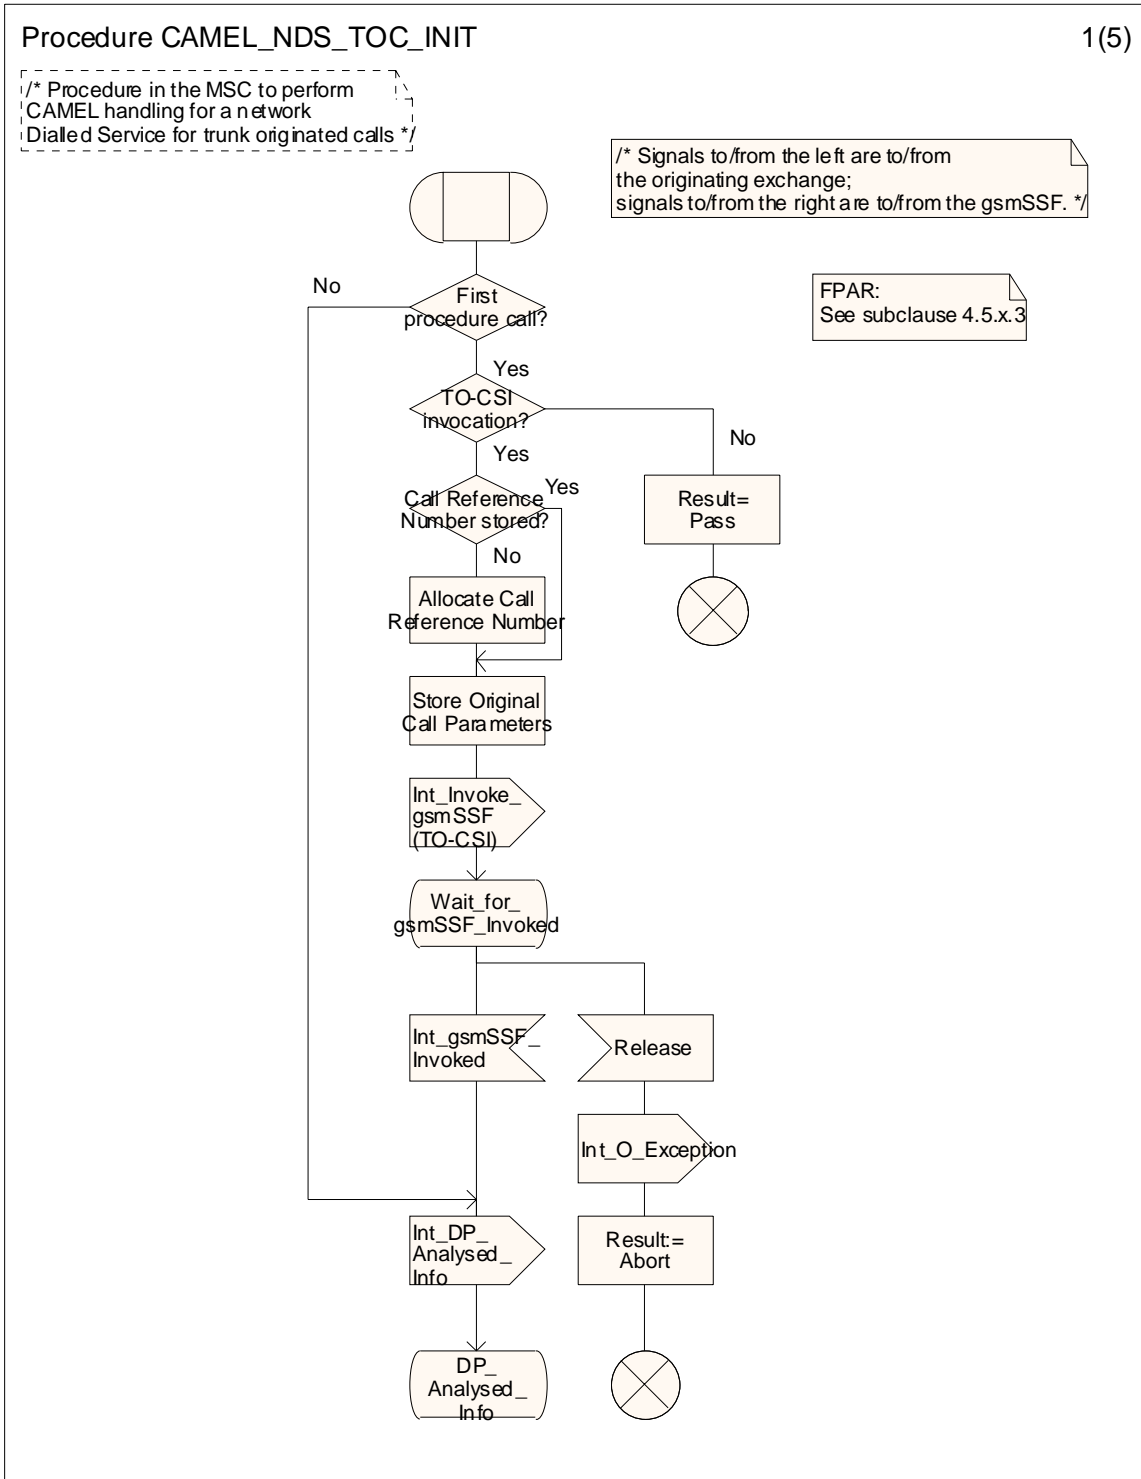 Procedure CAMEL_NDS_TOC_INIT
1(5)
/* Procedure in the MSC to perform
CAMEL handling for a network
Dialled Service for trunk originated calls */
/* Signals to/from the left are to/from
the originating exchange;
signals to/from the right are to/from the gsmSSF. */
FPAR:
See subclause 4.5.x.3
No
First
procedure call?
Yes
TO-CSI
invocation?
No
Yes
Call Reference
Number stored?
Yes
Result=
Pass
No
Allocate Call
Reference Number
Store Original
Call Parameters
Int_Invoke_
gsmSSF
(TO-CSI)
Wait_for_
gsmSSF_Invoked
Int_gsmSSF_
Invoked
Release
Int_O_Exception
Int_DP_
Analysed_
Info
Result:=
Abort
DP_
Analysed_
Info